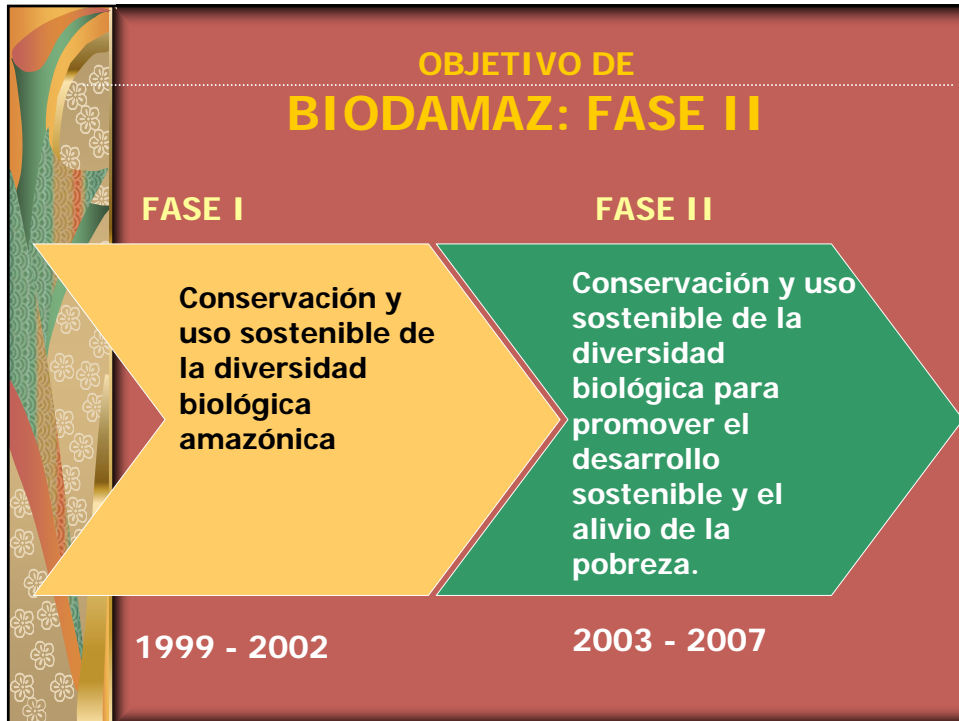 OBJETIVO DE
BIODAMAZ: FASE II
FASE I
FASE II
Conservación y
uso sostenible de
la diversidad
biológica
amazónica
Conservación y uso
sostenible de la
diversidad
biológica para
promover el
desarrollo
sostenible y el
alivio de la
pobreza.
1999 - 2002
2003 - 2007